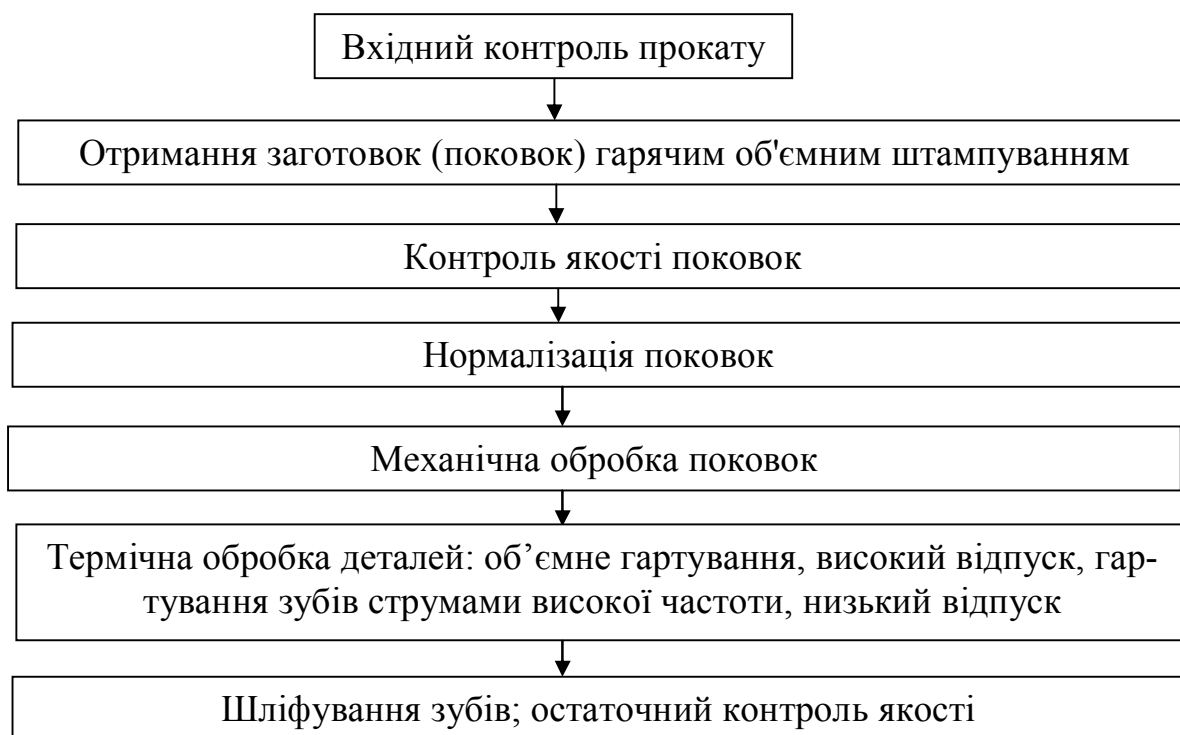 Вхідний контроль прокату
Отримання заготовок (поковок) гарячим об'ємним штампуванням
Контроль якості поковок
Нормалізація поковок
Механічна обробка поковок
Термічна обробка деталей: об’ємне гартування, високий відпуск, гар-
тування зубів струмами високої частоти, низький відпуск
Шліфування зубів; остаточний контроль якості